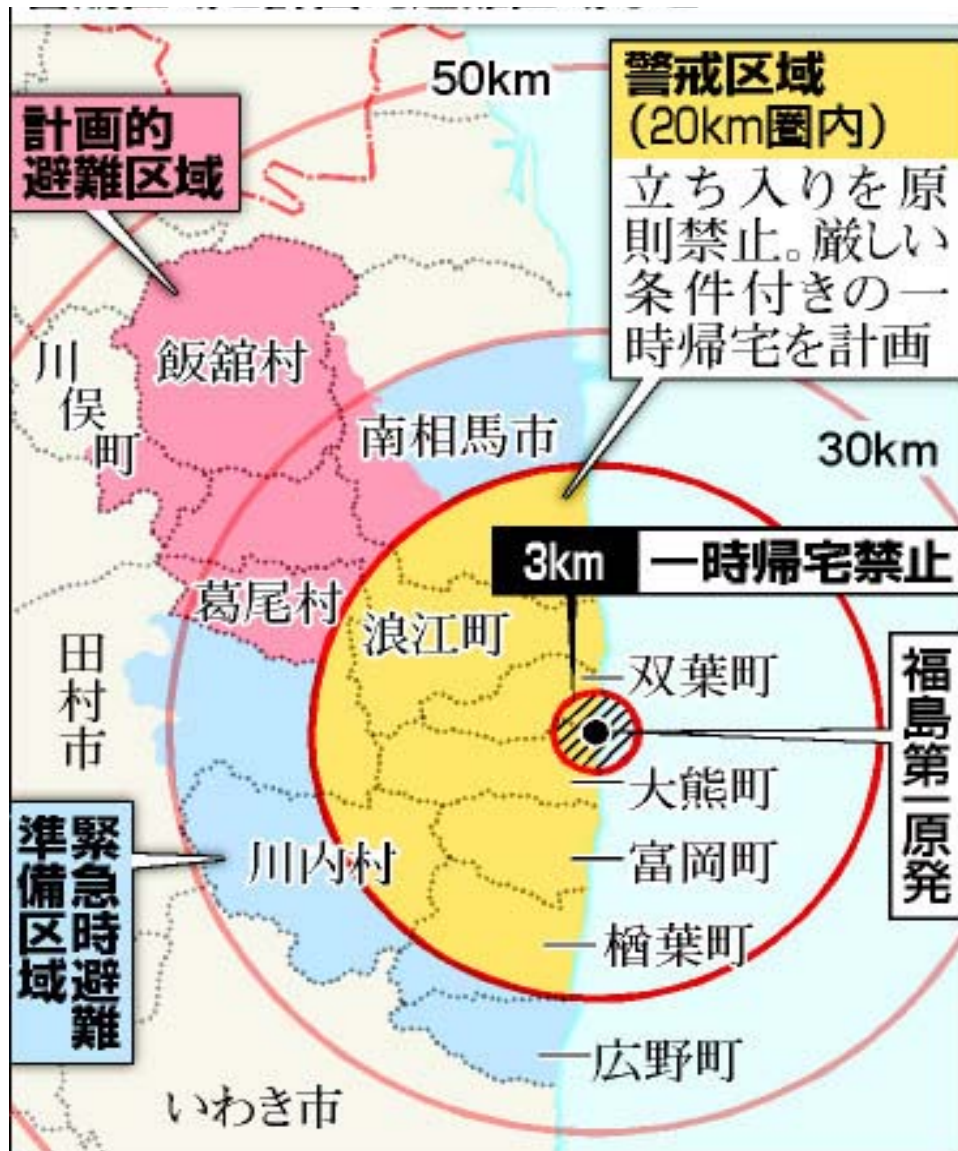 50km
計画的
避難区域
警戒区域
(20km圏内)
立ち入りを原
則禁止。厳しい
条件付きの一
時帰宅を計画
飯舘村
川俣町
南相馬市
30km
3km 一時帰宅禁止
葛尾村
浪江町
双葉町
福島第一原発
田村市
大熊町
緊急時避難
準備区域
川内村
富岡町
楢葉町
広野町
いわき市